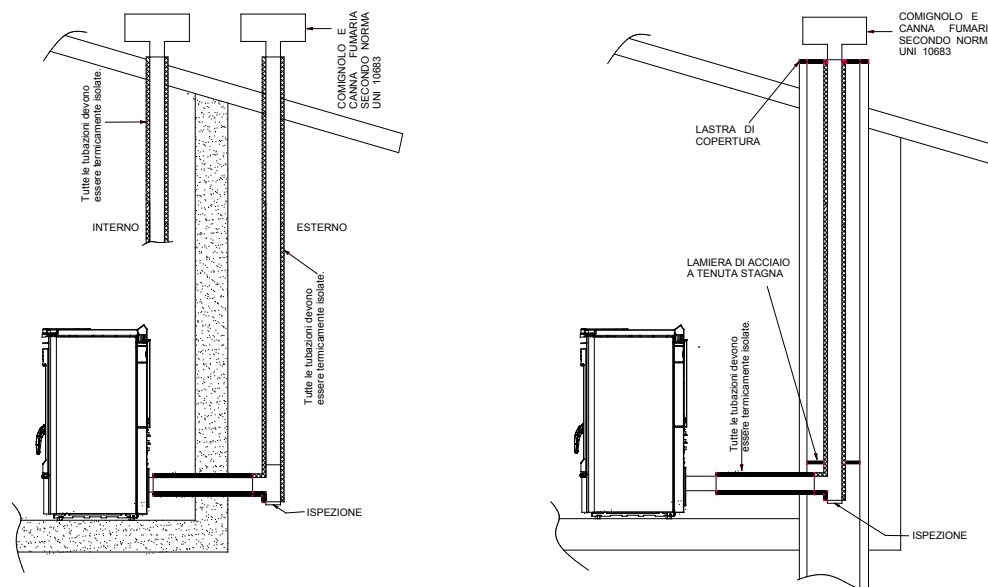 COMIGNOLO E
CANNA FUMARIA
SECONDO NORMA
UNI 10683
Tutte le tubazioni devono
essere termicamente isolate.
INTERNO
ESTERNO
Tutte le tubazioni devono
essere termicamente isolate.
ISPEZIONE
COMIGNOLO E
CANNA FUMARI
SECONDO NORM
UNI 10683
LASTRA DI
COPERTURA
LAMIERA DI ACCIAIO
A TENUTA STAGNA
Tutte le tubazioni devono
essere termicamente isolate.
ISPEZIONE